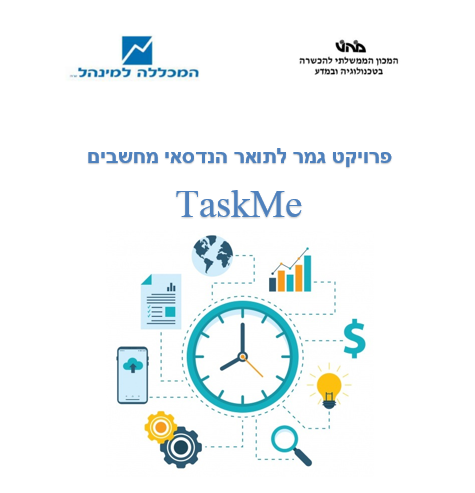 מה"ט
המכון הממשלתי להכשרה
בטכנולוגיה ובמדע
המכללה למינהל
פרויקט גמר לתואר הנדסאי מחשבים
TaskMe
$